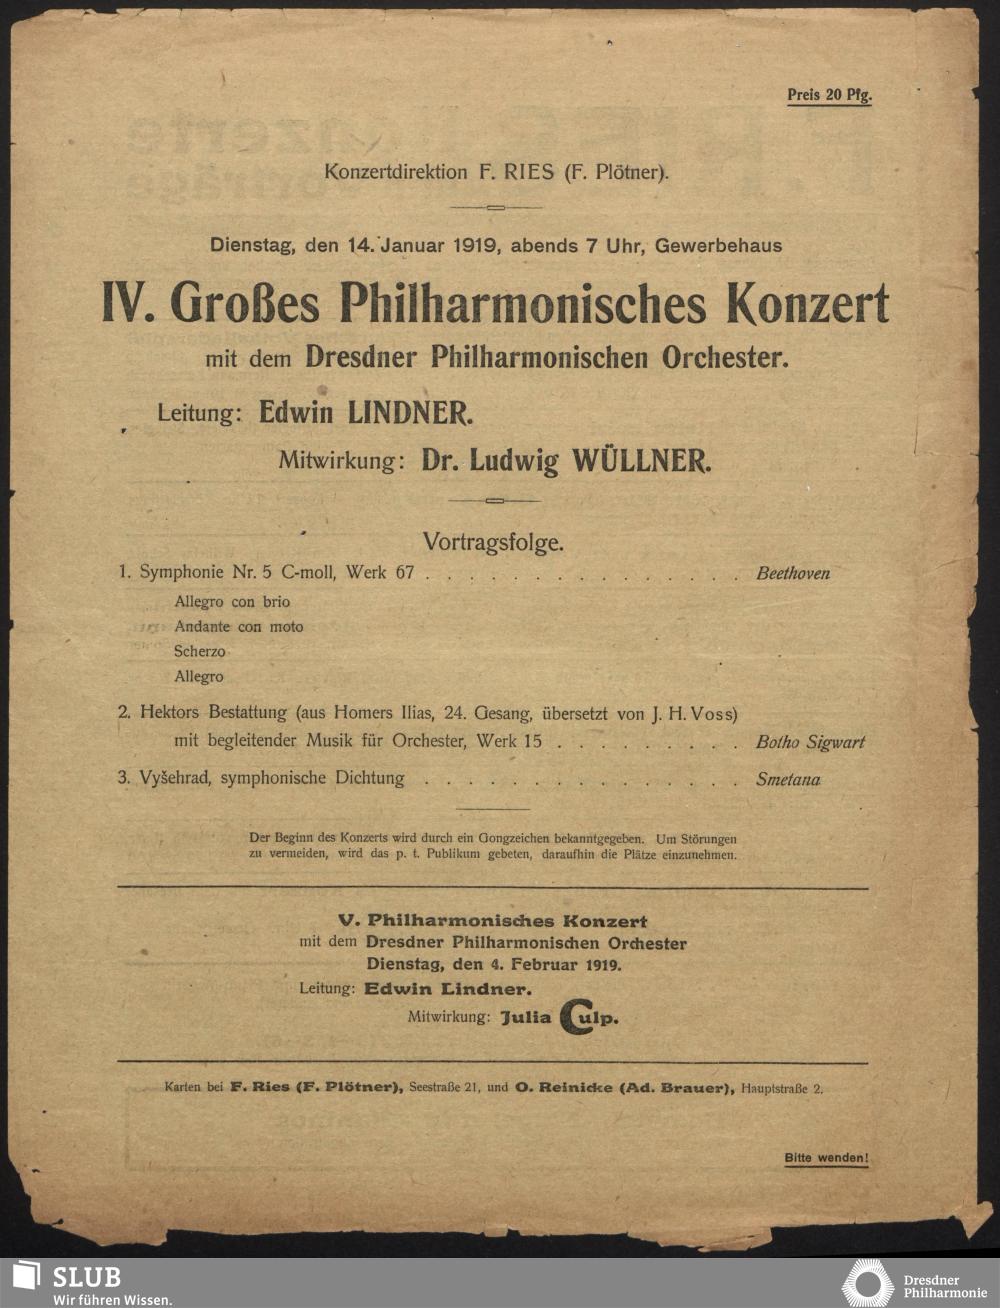 Preis 20 Pfg.
Konzertdirektion F. RIES (F. Plötner).
Dienstag, den 14. Januar 1919, abends 7 Uhr, Gewerbehaus
IV. Großes Philharmonisches Konzert
mit dem Dresdner Philharmonischen Orchester.
Leitung: Edwin LINDNER.
Mitwirkung: Dr. Ludwig WÜLLNER.
Vortragsfolge.
1. Symphonie Nr. 5 C-moll, Werk 67 . . . . . . . . . . . . . . . Beethoven
Allegro con brio
Andante con moto
Scherzo
Allegro
2. Hektors Bestattung (aus Homers Ilias, 24. Gesang, übersetzt von J. H. Voss)
mit begleitender Musik für Orchester, Werk 15 . . . . . . . . . Botho Sigwart
3. Vyšehrad, symphonische Dichtung . . . . . . . . . . . . . . . Smetana
Der Beginn des Konzerts wird durch ein Gongzeichen bekanntgegeben. Um Störungen
zu vermeiden, wird das p. t. Publikum gebeten, daraufhin die Plätze einzunehmen.
V. Philharmonisches Konzert
mit dem Dresdner Philharmonischen Orchester
Dienstag, den 4. Februar 1919.
Leitung: Edwin Lindner.
Mitwirkung: Julia Culp.
Karten bei F. Ries (F. Plötner), Seestraße 21, und O. Reinicke (Ad. Brauer), Hauptstraße 2.
Bitte wenden!
SLUB
Wir führen Wissen.
Dresdner
Philharmonie